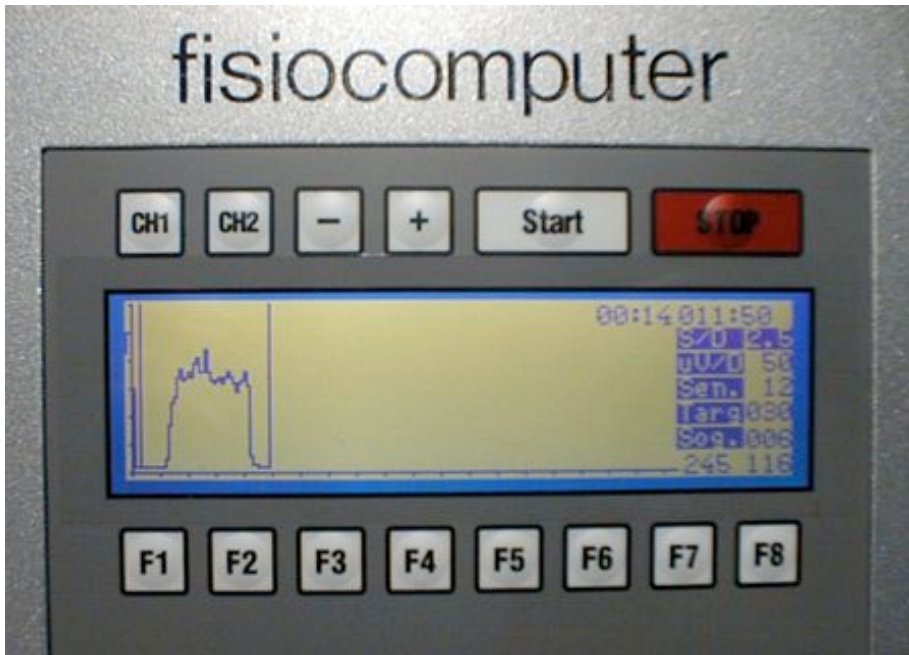 fisiocomputer
CH1 CH2 − + Start STOP
00:14 011:50
S/D 2.5
uV/D 50
Sen. 12
Targ 030
Sog. 006
245 116
F1 F2 F3 F4 F5 F6 F7 F8